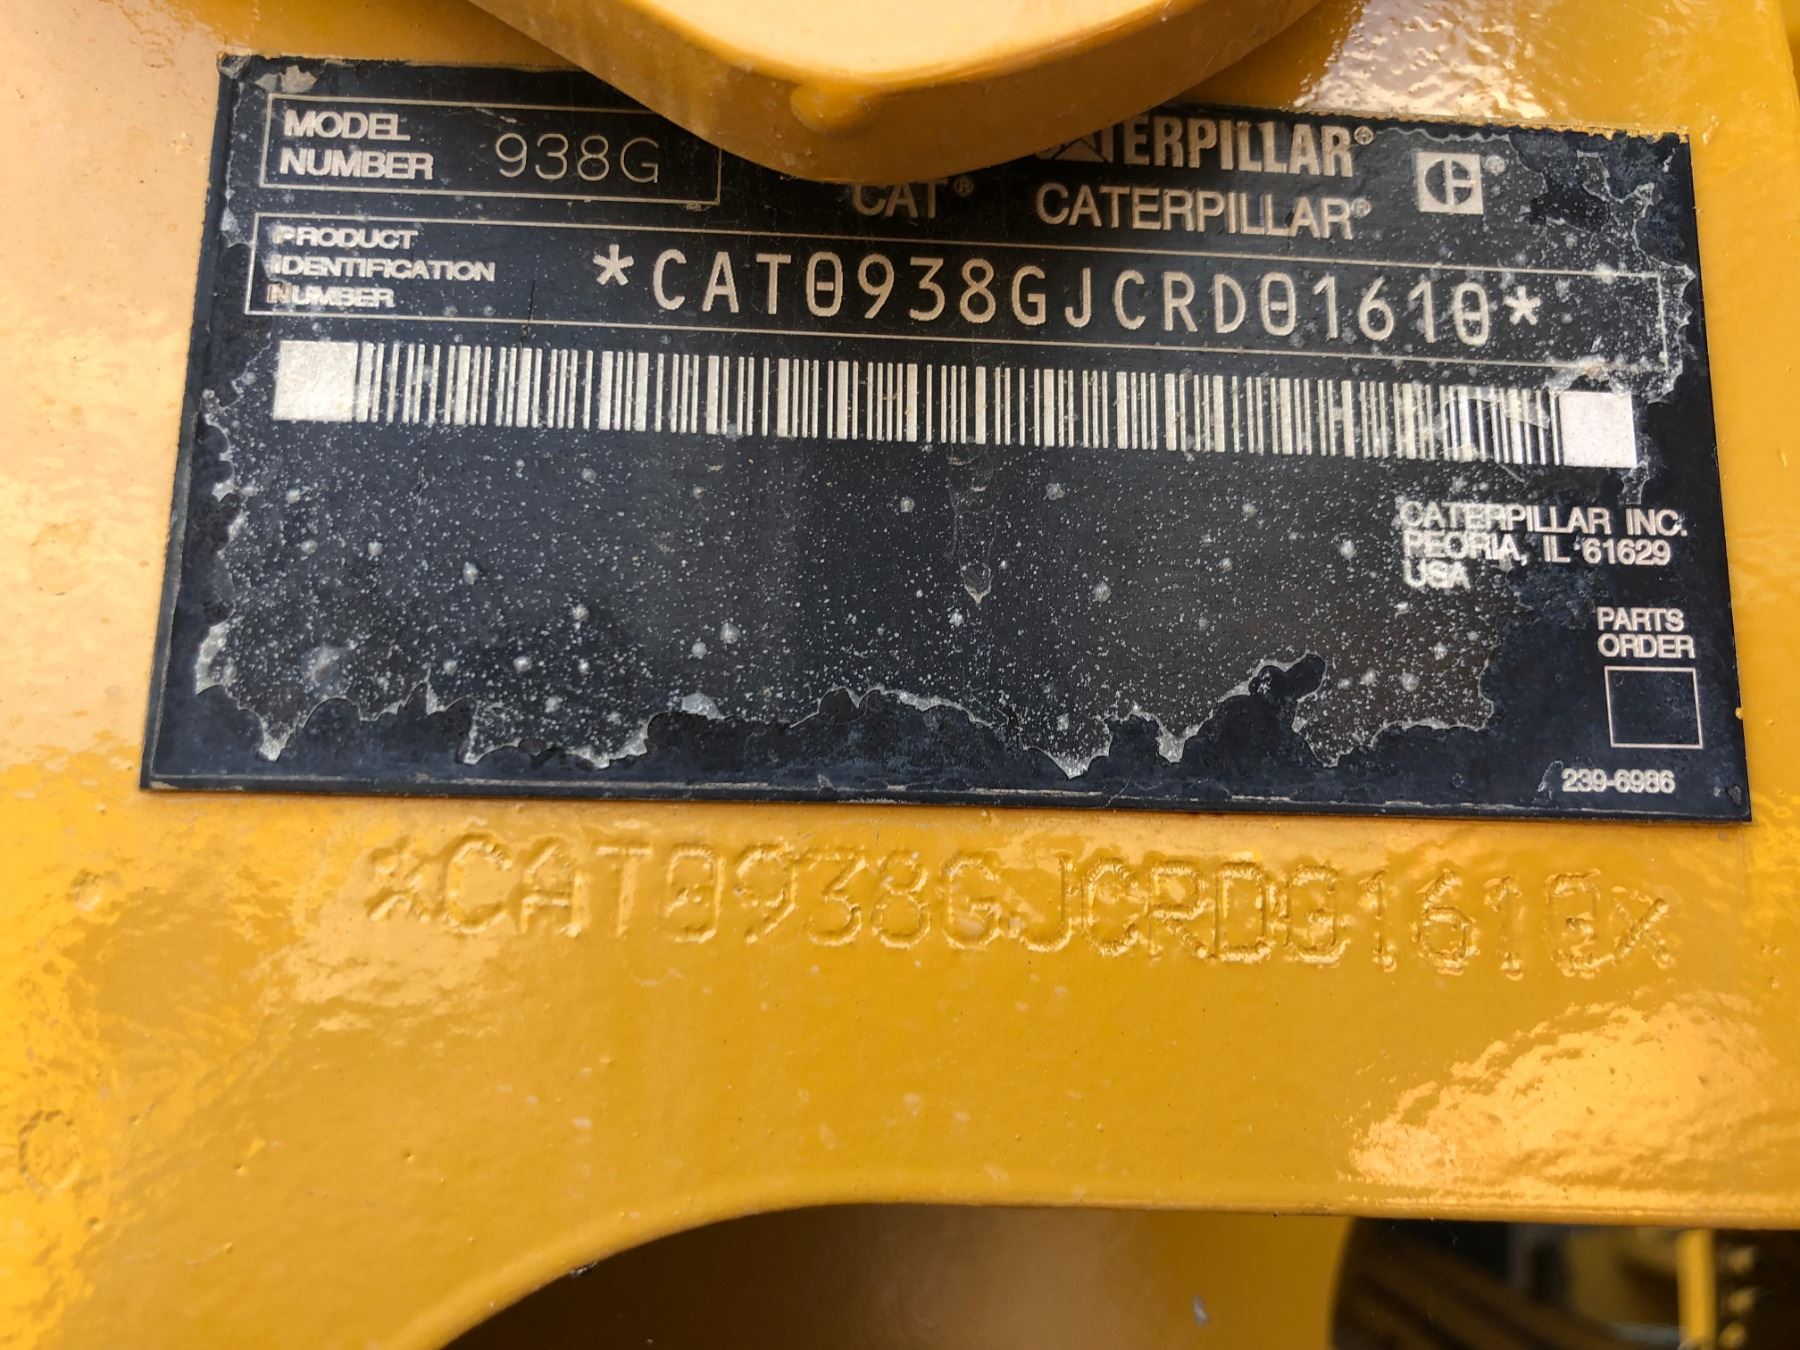 MODEL
NUMBER 938G
CATERPILLAR®
CAT® CATERPILLAR®
PRODUCT
IDENTIFICATION
NUMBER
*CAT0938GJCRD01610*
CATERPILLAR INC.
PEORIA, IL 61629
USA
PARTS
ORDER
239-6986
*CAT0938GJCRD01610*